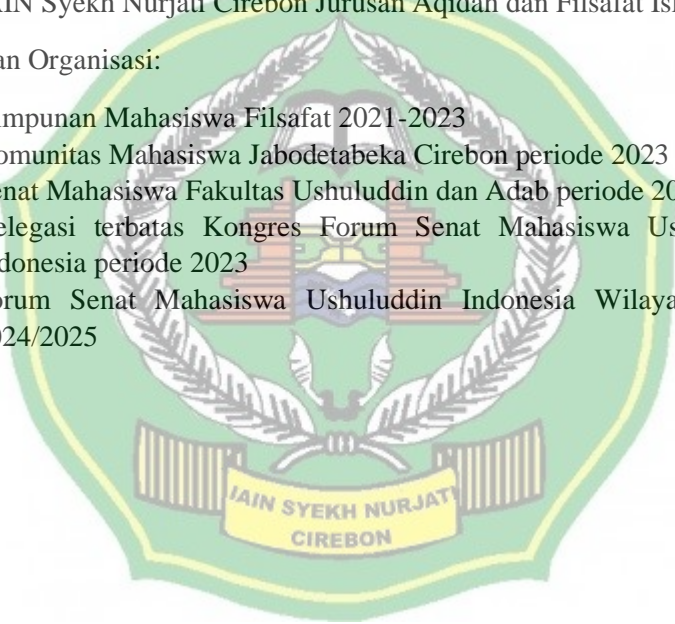 IAIN Syekh Nurjati Cirebon Jurusan Aqidah dan Filsafat Isl
an Organisasi:
impunan Mahasiswa Filsafat 2021-2023
omunitas Mahasiswa Jabodetabeka Cirebon periode 2023
enat Mahasiswa Fakultas Ushuluddin dan Adab periode 20
elegasi terbatas Kongres Forum Senat Mahasiswa Us
donesia periode 2023
orum Senat Mahasiswa Ushuluddin Indonesia Wilaya
024/2025
IAIN SYEKH NURJATI
CIREBON